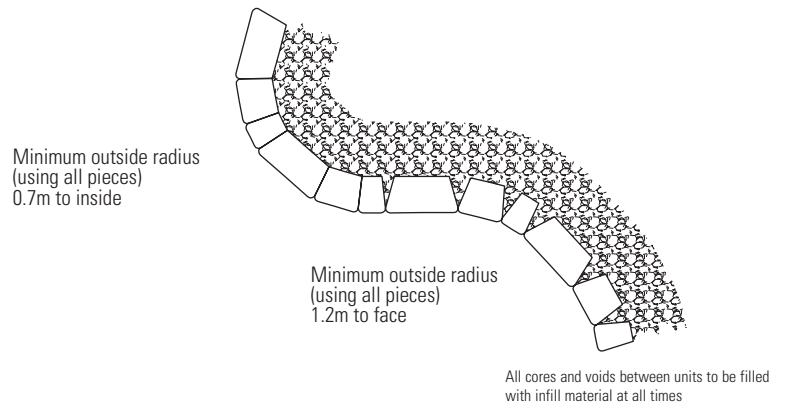 Minimum outside radius
(using all pieces)
0.7m to inside
Minimum outside radius
(using all pieces)
1.2m to face
All cores and voids between units to be filled
with infill material at all times